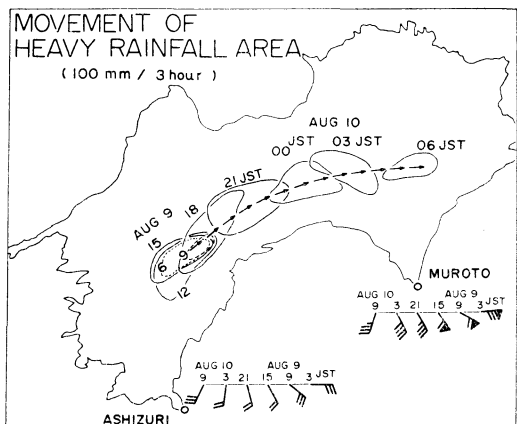 MOVEMENT OF
HEAVY RAINFALL AREA
( 100 mm / 3 hour )
AUG 10
00 JST
03 JST
06 JST
21 JST
18
AUG 9
15
6
9
12
MUROTO
AUG 10 AUG 9
9 3 21 15 9 3 JST
AUG 10 AUG 9
9 3 21 15 9 3 JST
ASHIZURI